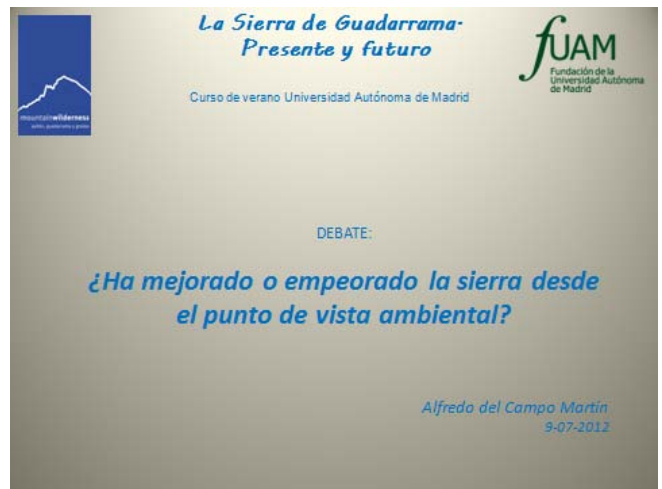 La Sierra de Guadarrama-
Presente y futuro
Curso de verano Universidad Autónoma de Madrid
mountainwilderness
fUAM
Fundación de la
Universidad Autónoma
de Madrid
DEBATE:
¿Ha mejorado o empeorado la sierra desde
el punto de vista ambiental?
Alfredo del Campo Martín
9-07-2012